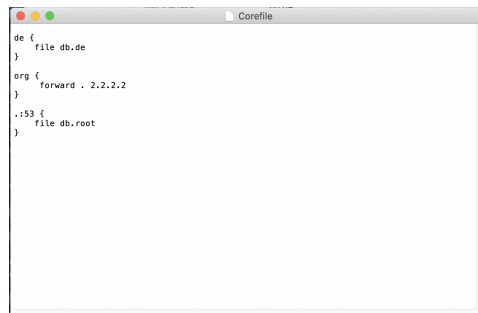 Corefile
de {
    file db.de
}
org {
     forward . 2.2.2.2
}
.:53 {
    file db.root
}